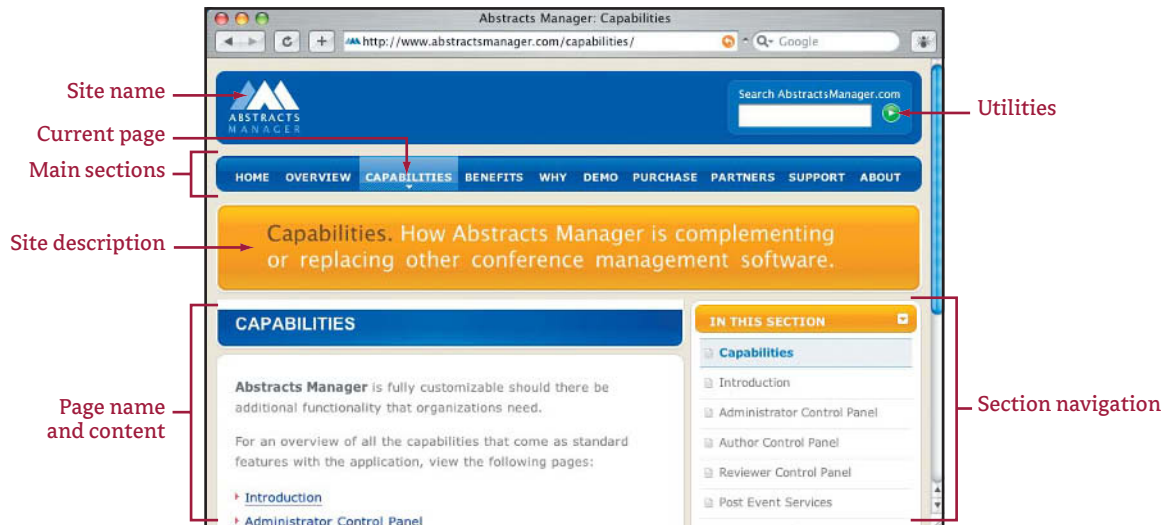 Abstracts Manager: Capabilities
http://www.abstractsmanager.com/capabilities/
Google
Site name
Current page
Main sections
Site description
Page name
and content
Utilities
Section navigation
ABSTRACTS
MANAGER
Search AbstractsManager.com
HOME OVERVIEW CAPABILITIES BENEFITS WHY DEMO PURCHASE PARTNERS SUPPORT ABOUT
Capabilities. How Abstracts Manager is complementing
or replacing other conference management software.
CAPABILITIES
Abstracts Manager is fully customizable should there be
additional functionality that organizations need.
For an overview of all the capabilities that come as standard
features with the application, view the following pages:
Introduction
Administrator Control Panel
IN THIS SECTION
Capabilities
Introduction
Administrator Control Panel
Author Control Panel
Reviewer Control Panel
Post Event Services